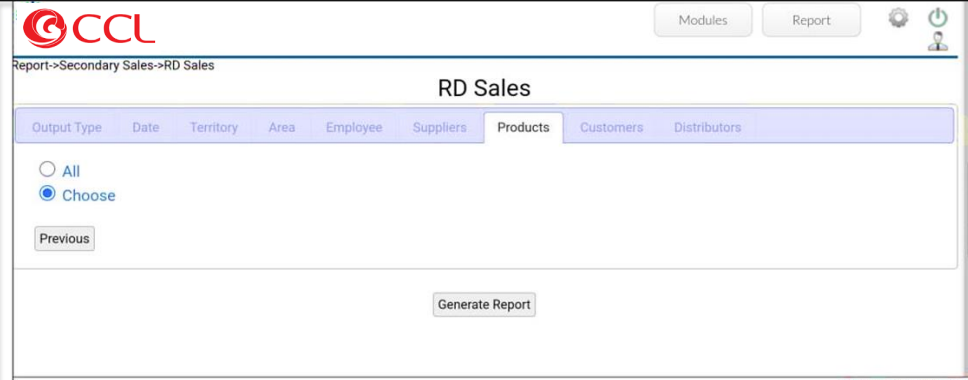 CCL
Modules Report
Report->Secondary Sales->RD Sales
RD Sales
Output Type Date Territory Area Employee Suppliers Products Customers Distributors
All
Choose
Previous
Generate Report